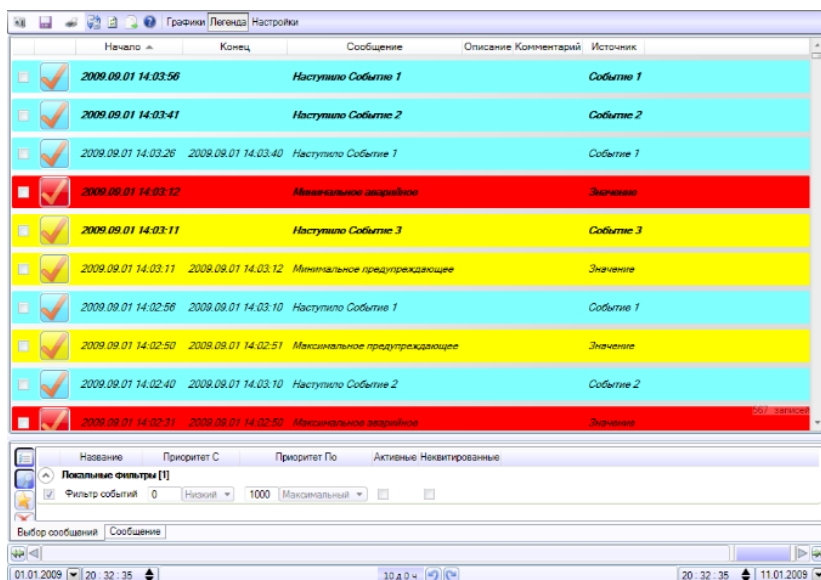 Графики Легенда Настройки
Начало Конец Сообщение Описание Комментарий Источник
2009.09.01 14:03:56 Наступило Событие 1 Событие 1
2009.09.01 14:03:41 Наступило Событие 2 Событие 2
2009.09.01 14:03:26 2009.09.01 14:03:40 Наступило Событие 1 Событие 1
2009.09.01 14:03:12 Минимальное аварийное Значение
2009.09.01 14:03:11 Наступило Событие 3 Событие 3
2009.09.01 14:03:11 2009.09.01 14:03:12 Минимальное предупреждающее Значение
2009.09.01 14:02:56 2009.09.01 14:03:10 Наступило Событие 1 Событие 1
2009.09.01 14:02:50 2009.09.01 14:02:51 Максимальное предупреждающее Значение
2009.09.01 14:02:40 2009.09.01 14:03:10 Наступило Событие 2 Событие 2
567 записей
2009.09.01 14:02:31 2009.09.01 14:02:50 Максимальное аварийное Значение
Название Приоритет С Приоритет По Активные Неквитированные
Локальные фильтры [1]
Фильтр событий 0 Низкий 1000 Максимальный
Выбор сообщений Сообщение
01.01.2009 20 : 32 : 35 10 д 0 ч 20 : 32 : 35 11.01.2009